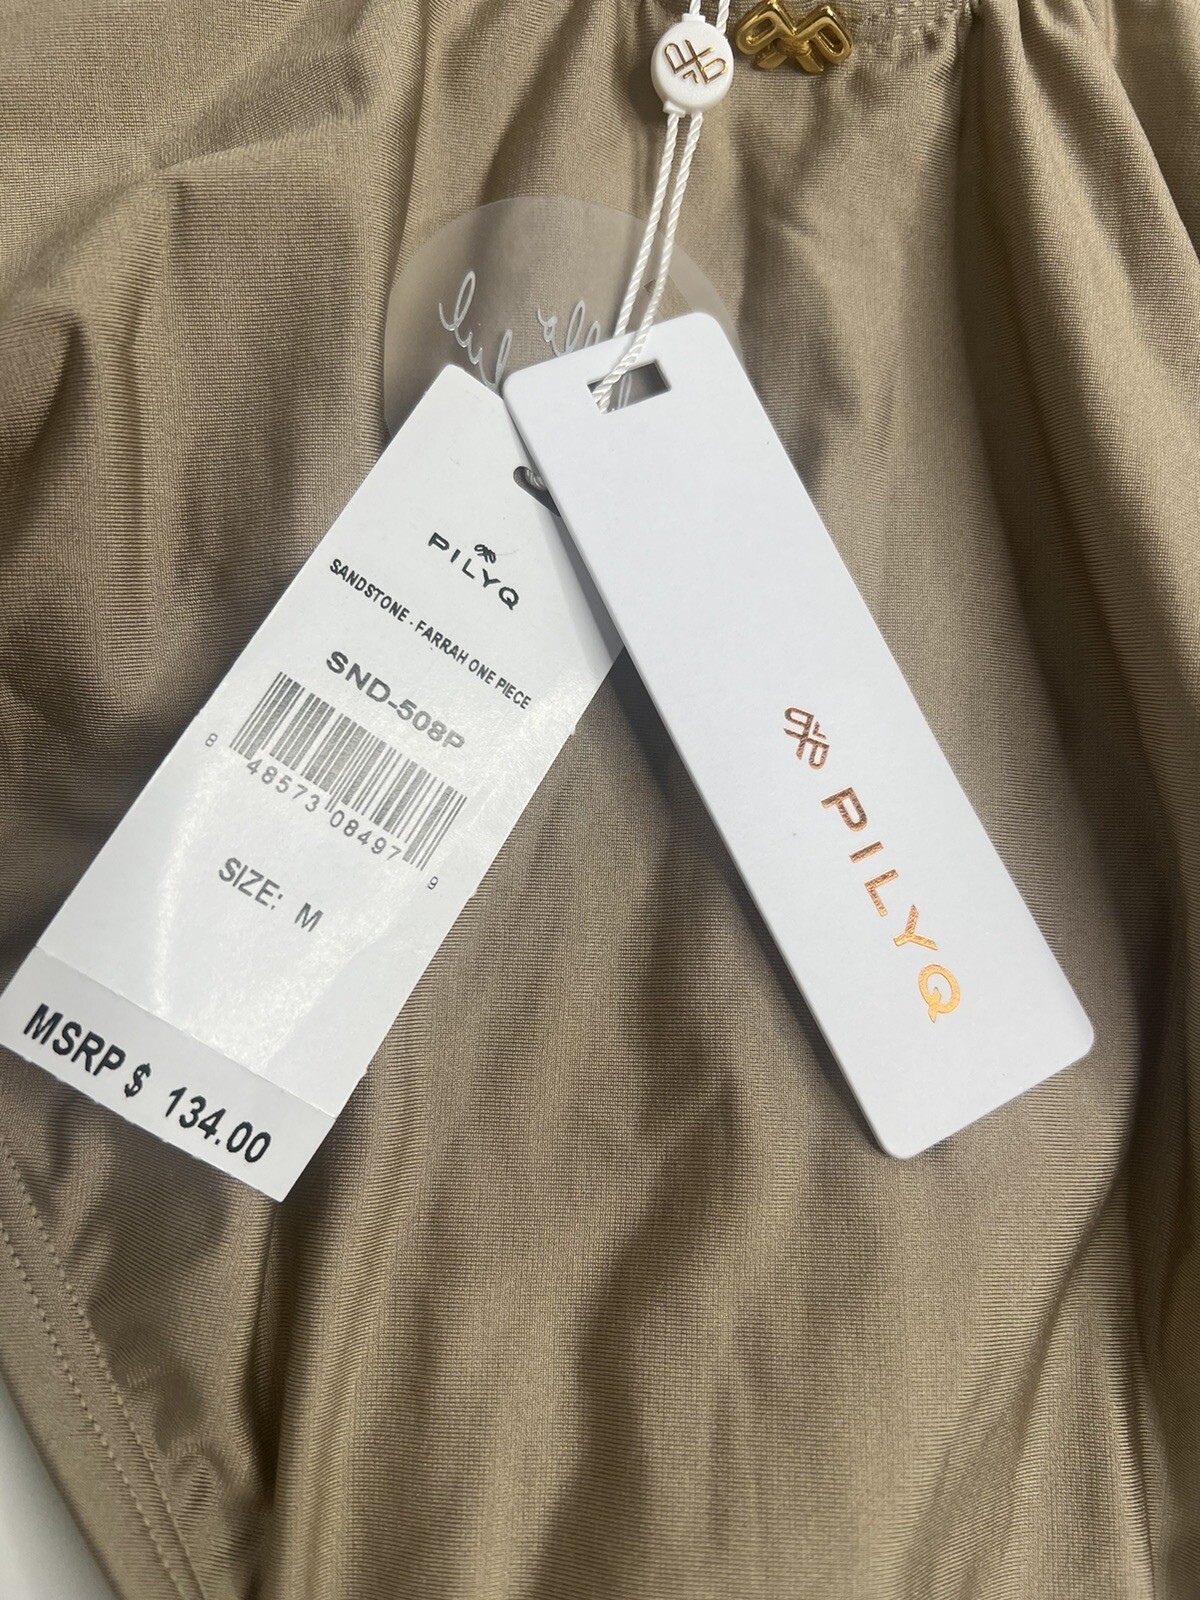 PILYQ
SANDSTONE . FARRAH ONE PIECE
SND-508P
8 48573 08497 9
SIZE: M
MSRP $ 134.00
PILYQ